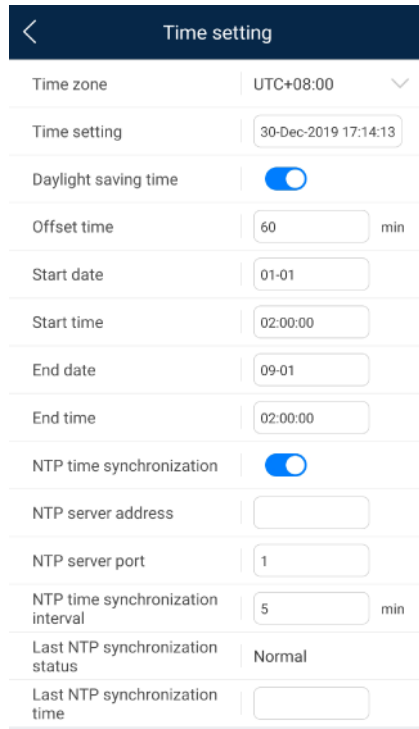 Time setting
Time zone UTC+08:00
Time setting 30-Dec-2019 17:14:13
Daylight saving time
Offset time 60 min
Start date 01-01
Start time 02:00:00
End date 09-01
End time 02:00:00
NTP time synchronization
NTP server address
NTP server port 1
NTP time synchronization
interval 5 min
Last NTP synchronization
status Normal
Last NTP synchronization
time